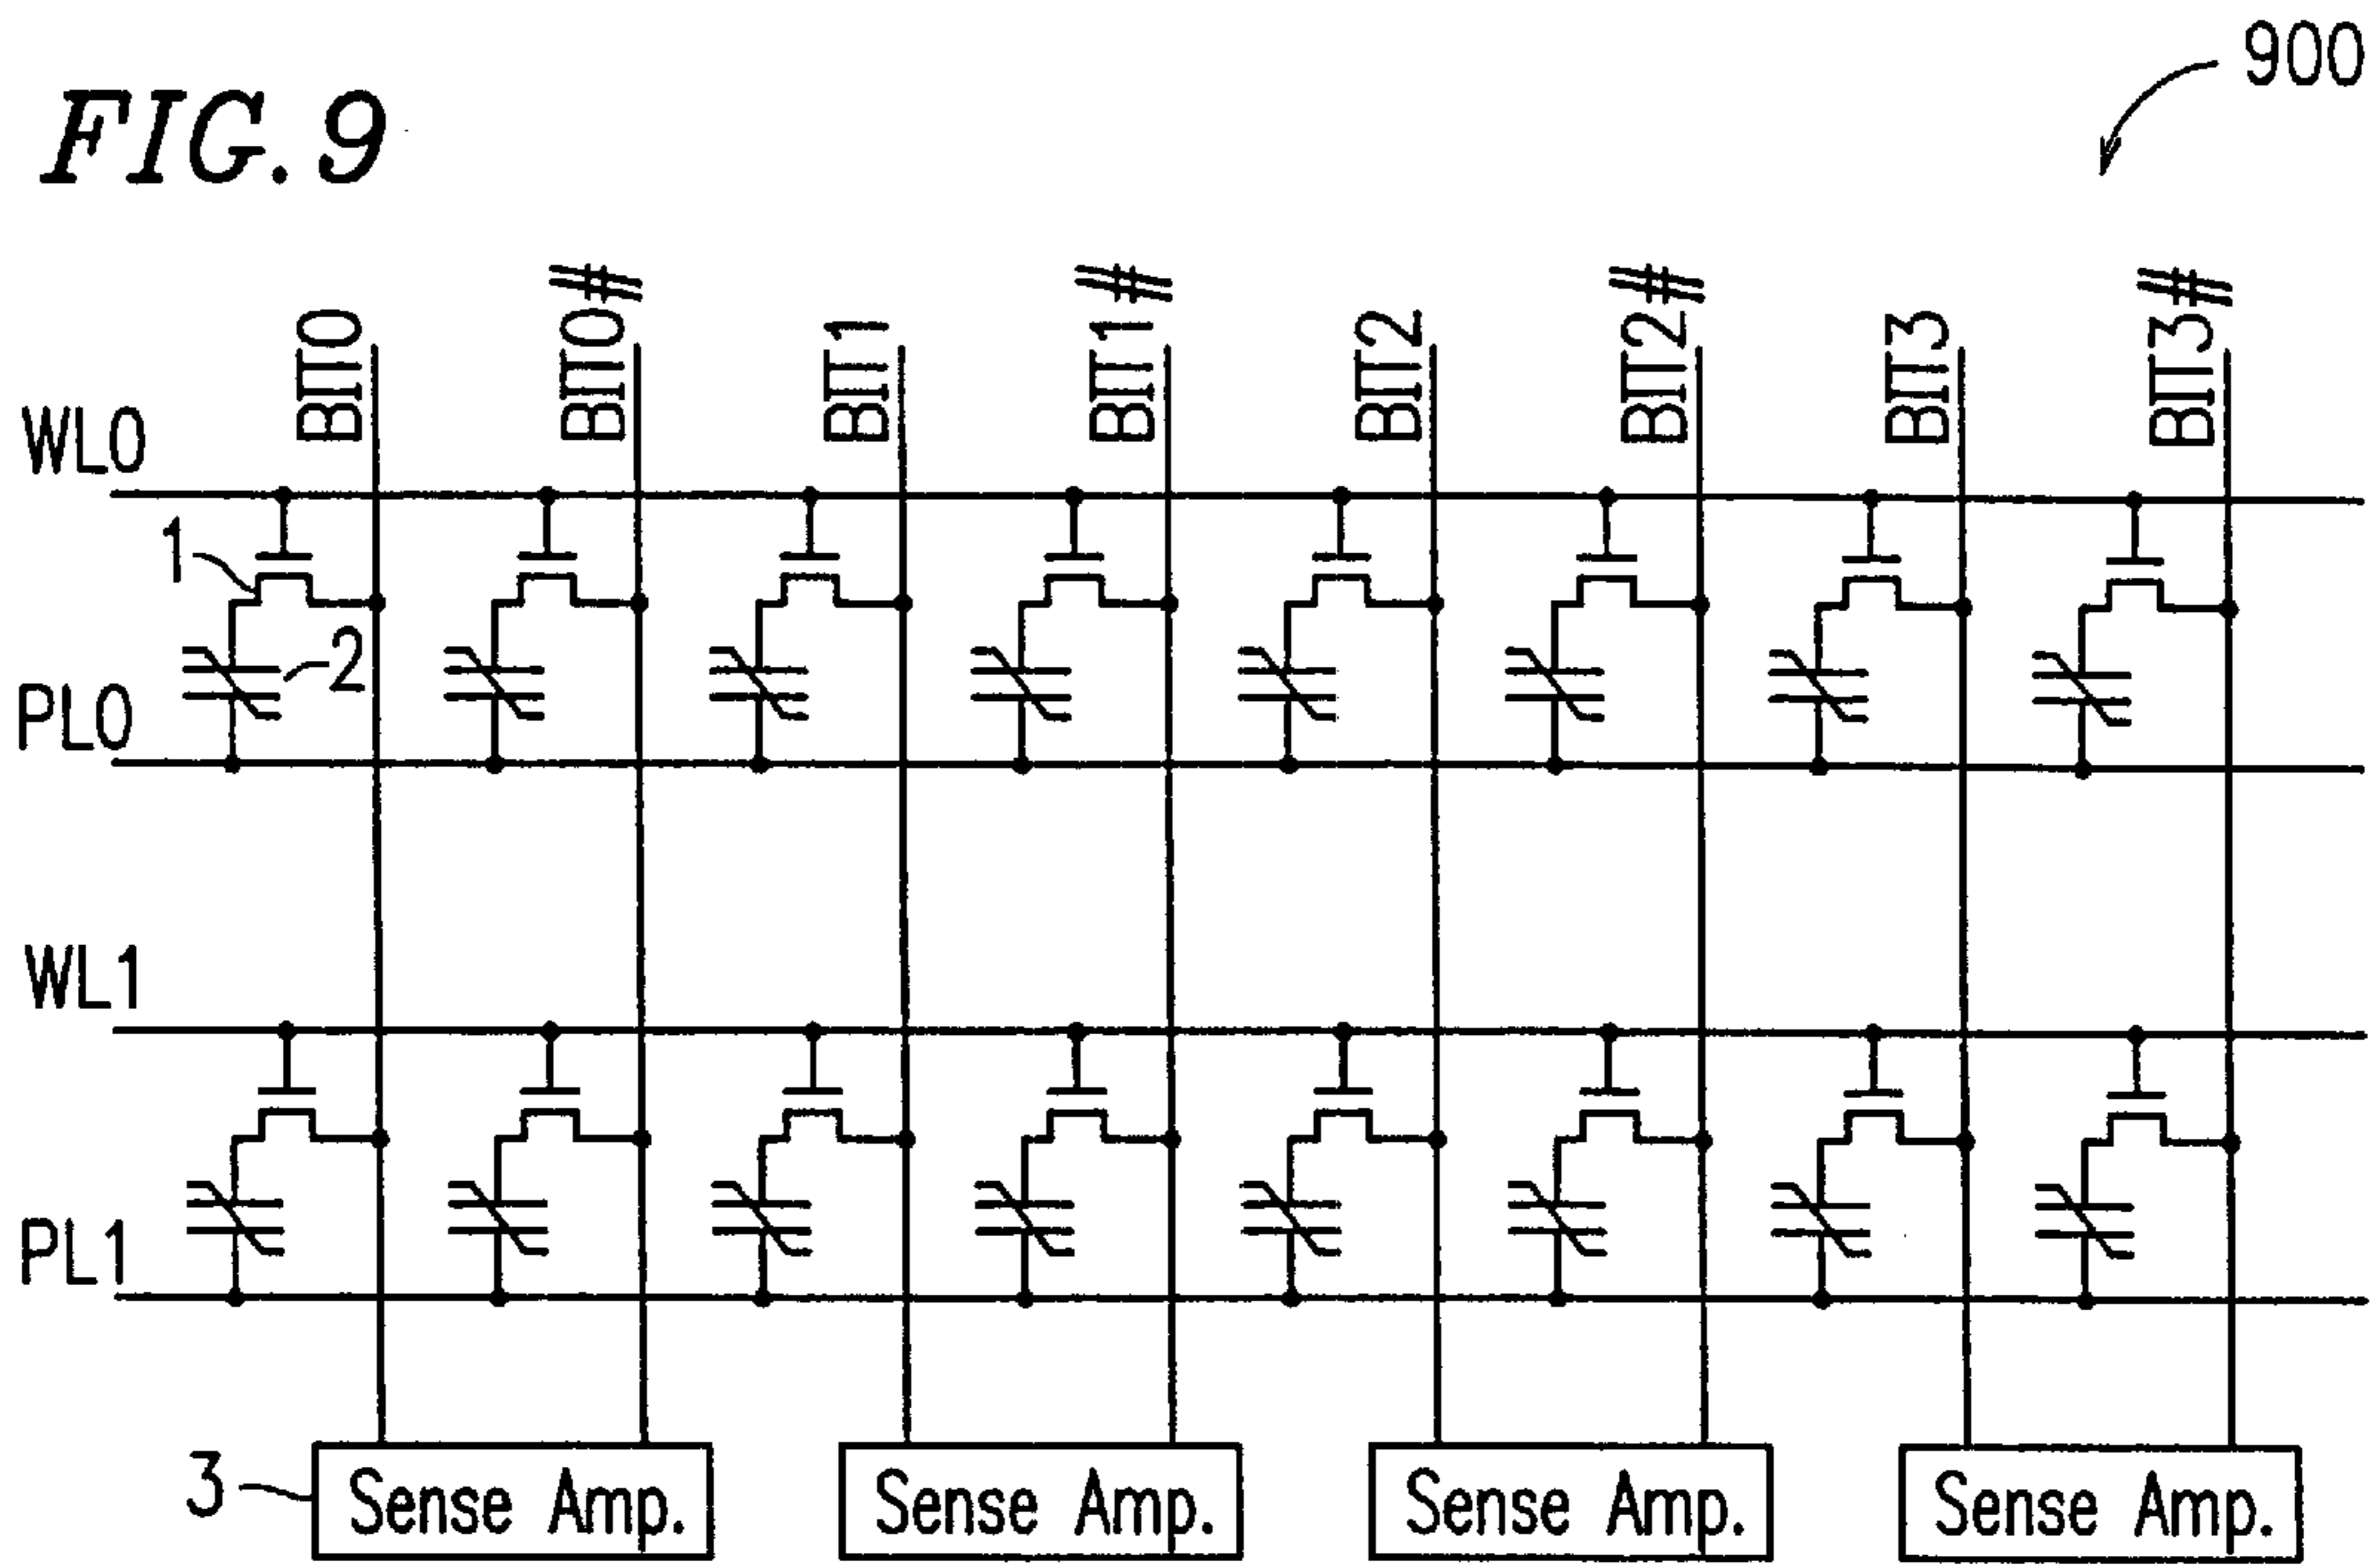 FIG. 9
900
BIT0
BIT0#
BIT1
BIT1#
BIT2
BIT2#
BIT3
BIT3#
WL0
1
2
PL0
WL1
PL1
3
Sense Amp.
Sense Amp.
Sense Amp.
Sense Amp.